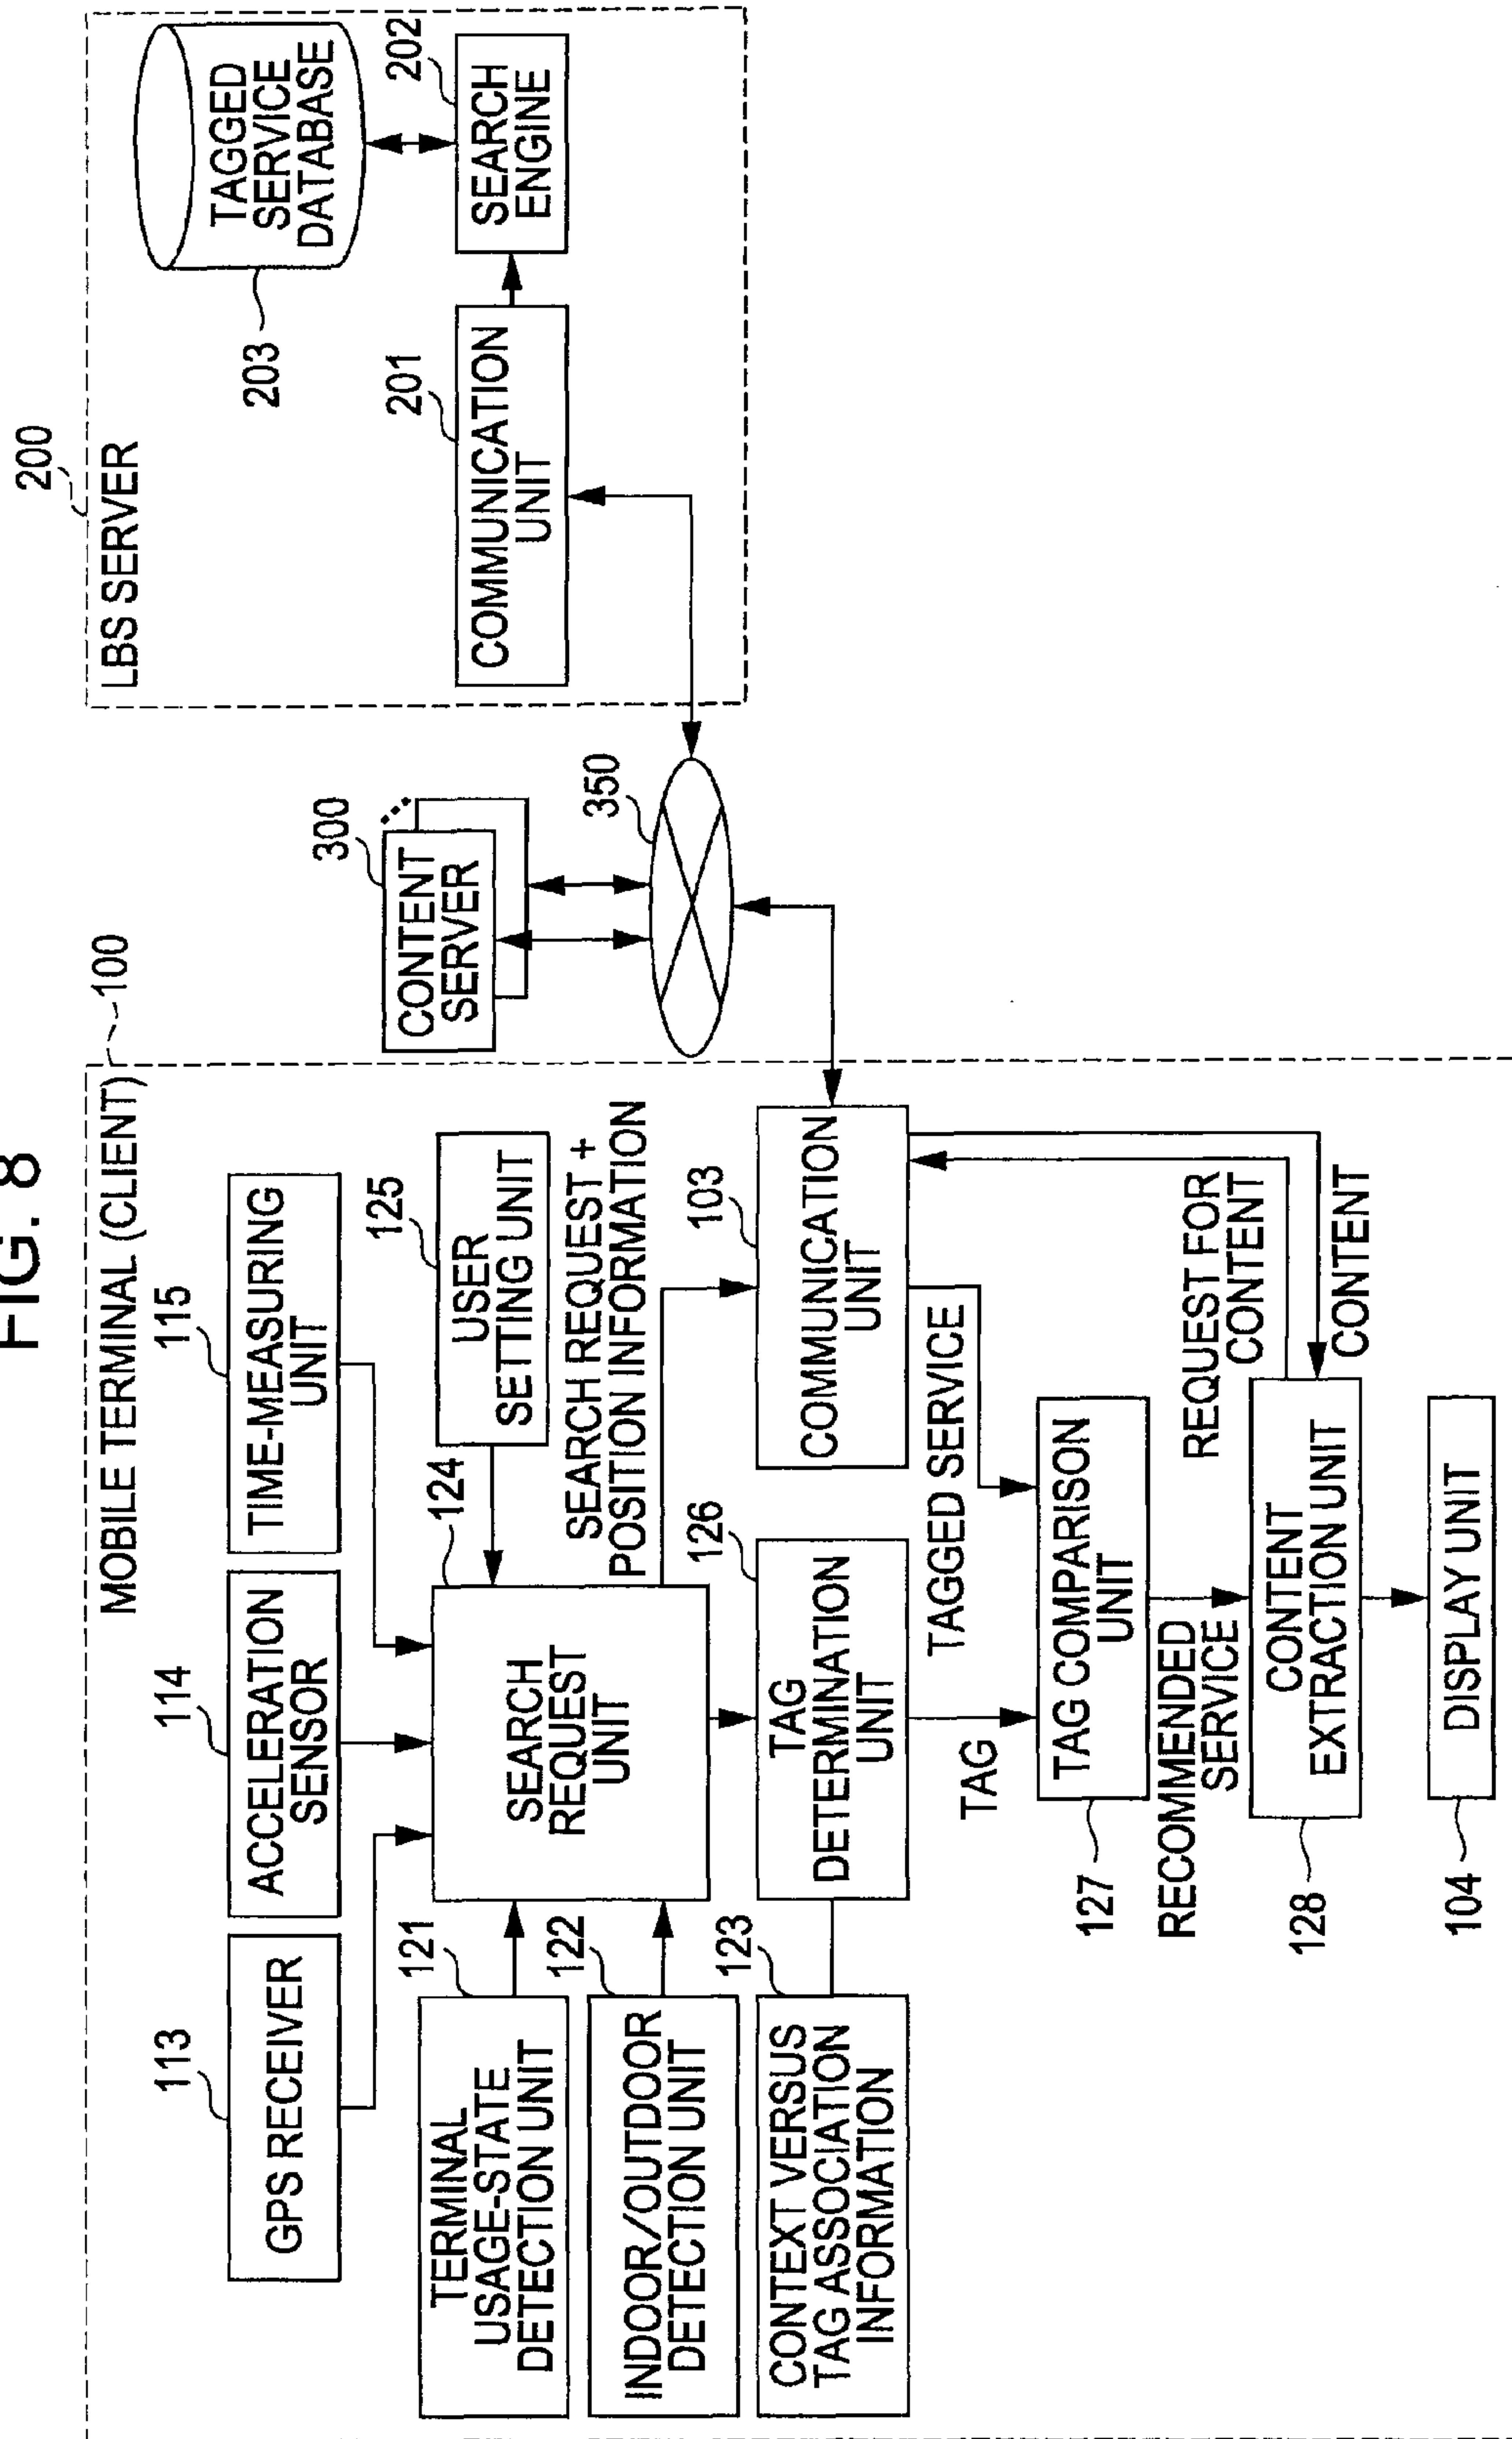 FIG. 8
MOBILE TERMINAL (CLIENT)
100
113
GPS RECEIVER
114
ACCELERATION
SENSOR
115
TIME-MEASURING
UNIT
121
TERMINAL
USAGE-STATE
DETECTION UNIT
122
INDOOR/OUTDOOR
DETECTION UNIT
123
CONTEXT VERSUS
TAG ASSOCIATION
INFORMATION
124
SEARCH
REQUEST
UNIT
125
USER
SETTING UNIT
SEARCH REQUEST +
POSITION INFORMATION
126
TAG
DETERMINATION
UNIT
103
COMMUNICATION
UNIT
TAG
TAGGED SERVICE
127
TAG COMPARISON
UNIT
RECOMMENDED
SERVICE
REQUEST FOR
CONTENT
CONTENT
128
CONTENT
EXTRACTION UNIT
104
DISPLAY UNIT
300
CONTENT
SERVER
350
200
LBS SERVER
201
COMMUNICATION
UNIT
202
SEARCH
ENGINE
203
TAGGED
SERVICE
DATABASE